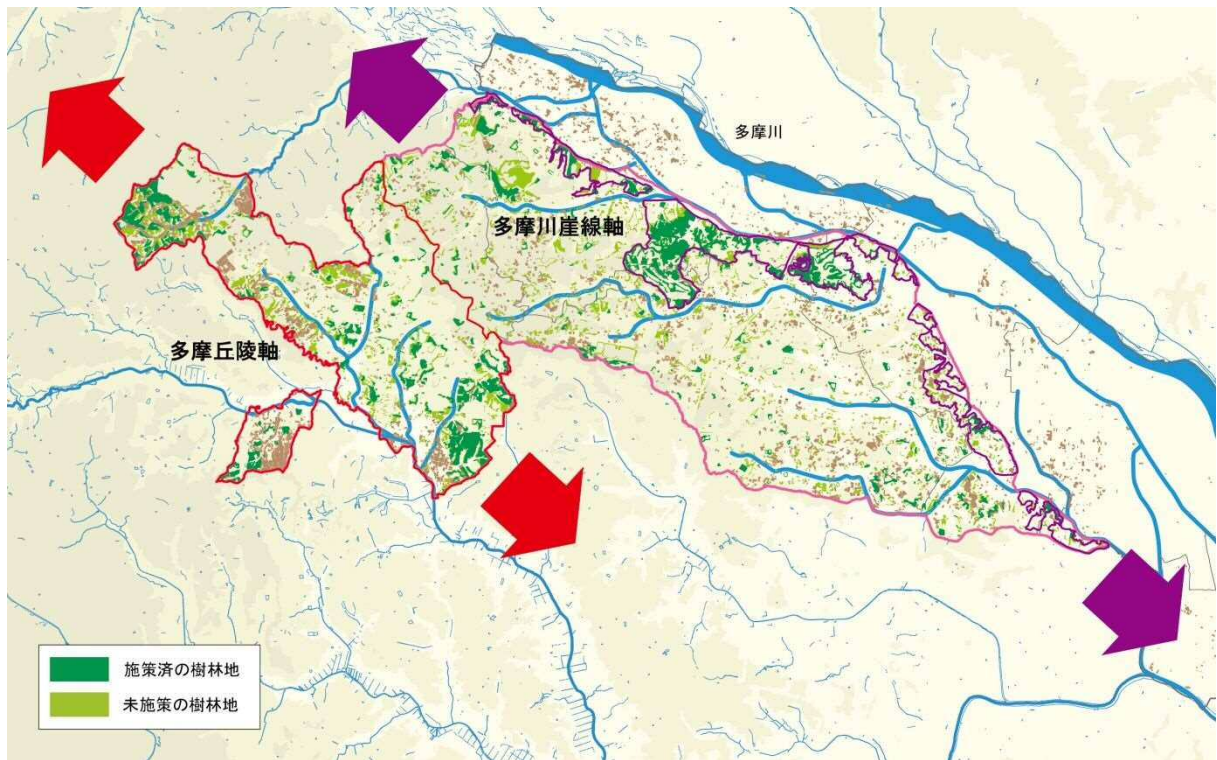 多摩川
多摩川崖線軸
多摩丘陵軸
施策済の樹林地
未施策の樹林地